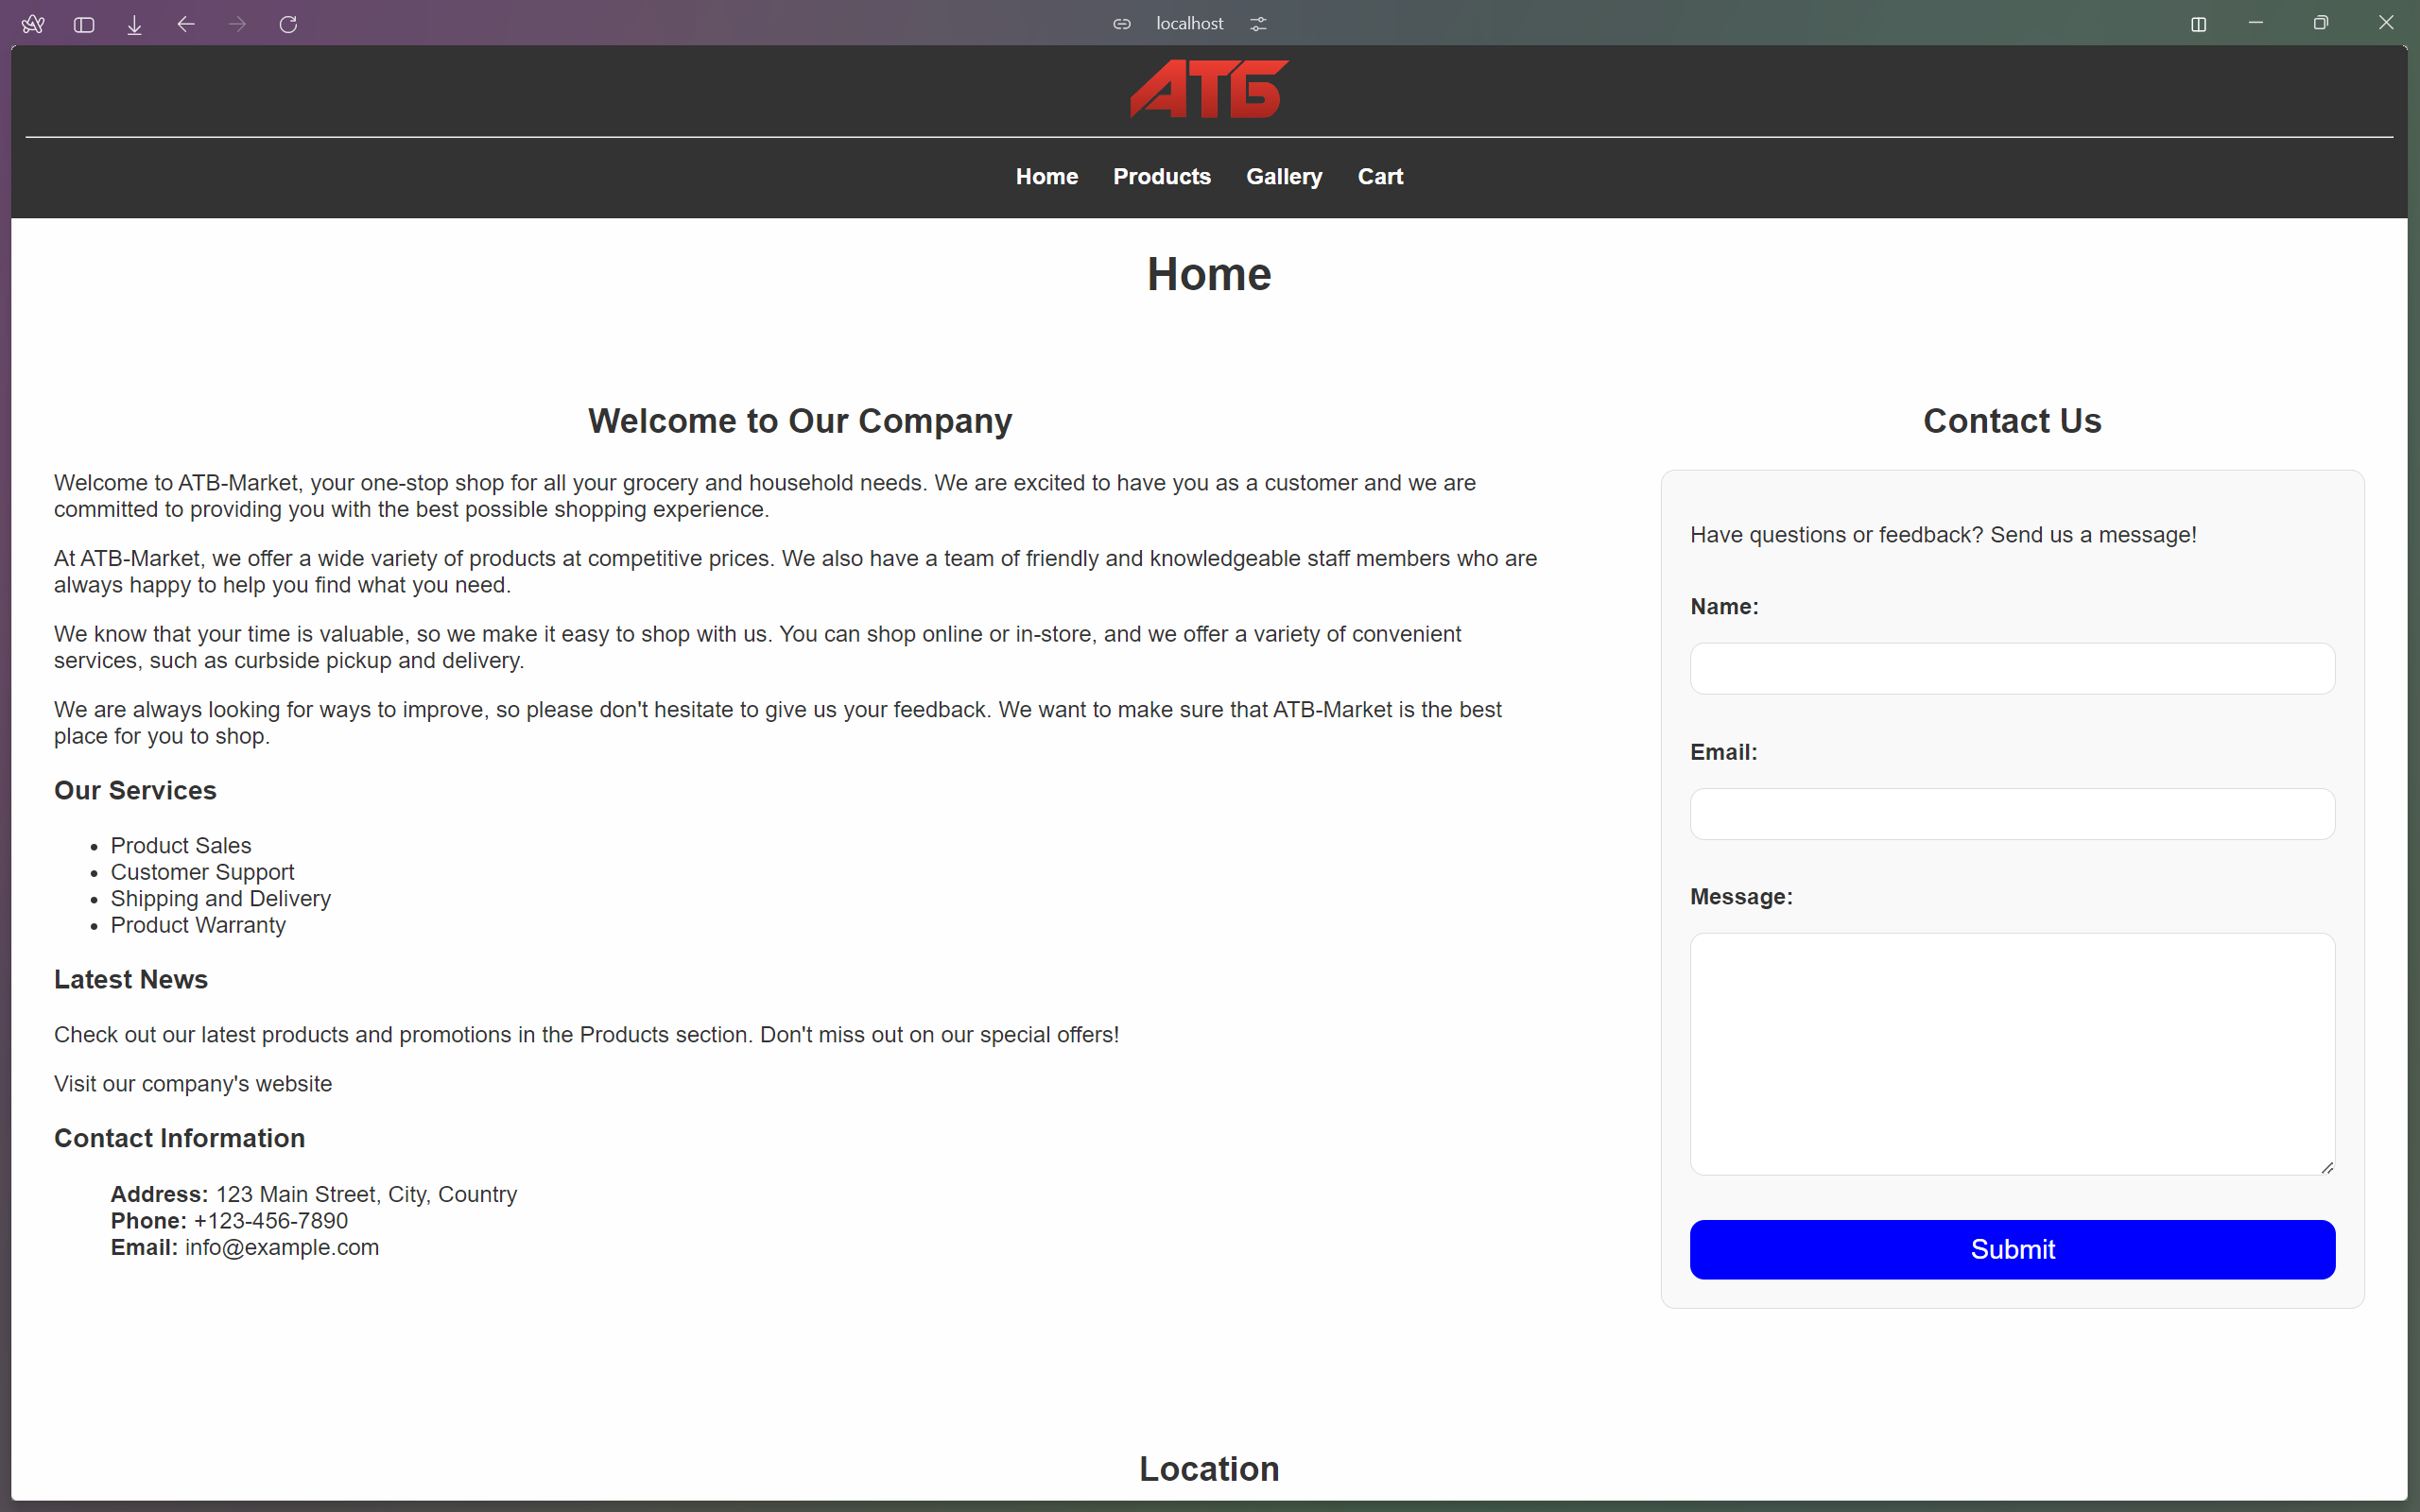 localhost
АТБ
Home Products Gallery Cart
Home
Welcome to Our Company
Welcome to ATB-Market, your one-stop shop for all your grocery and household needs. We are excited to have you as a customer and we are
committed to providing you with the best possible shopping experience.
At ATB-Market, we offer a wide variety of products at competitive prices. We also have a team of friendly and knowledgeable staff members who are
always happy to help you find what you need.
We know that your time is valuable, so we make it easy to shop with us. You can shop online or in-store, and we offer a variety of convenient
services, such as curbside pickup and delivery.
We are always looking for ways to improve, so please don't hesitate to give us your feedback. We want to make sure that ATB-Market is the best
place for you to shop.
Our Services
• Product Sales
• Customer Support
• Shipping and Delivery
• Product Warranty
Latest News
Check out our latest products and promotions in the Products section. Don't miss out on our special offers!
Visit our company's website
Contact Information
Address: 123 Main Street, City, Country
Phone: +123-456-7890
Email: info@example.com
Contact Us
Have questions or feedback? Send us a message!
Name:
Email:
Message:
Submit
Location